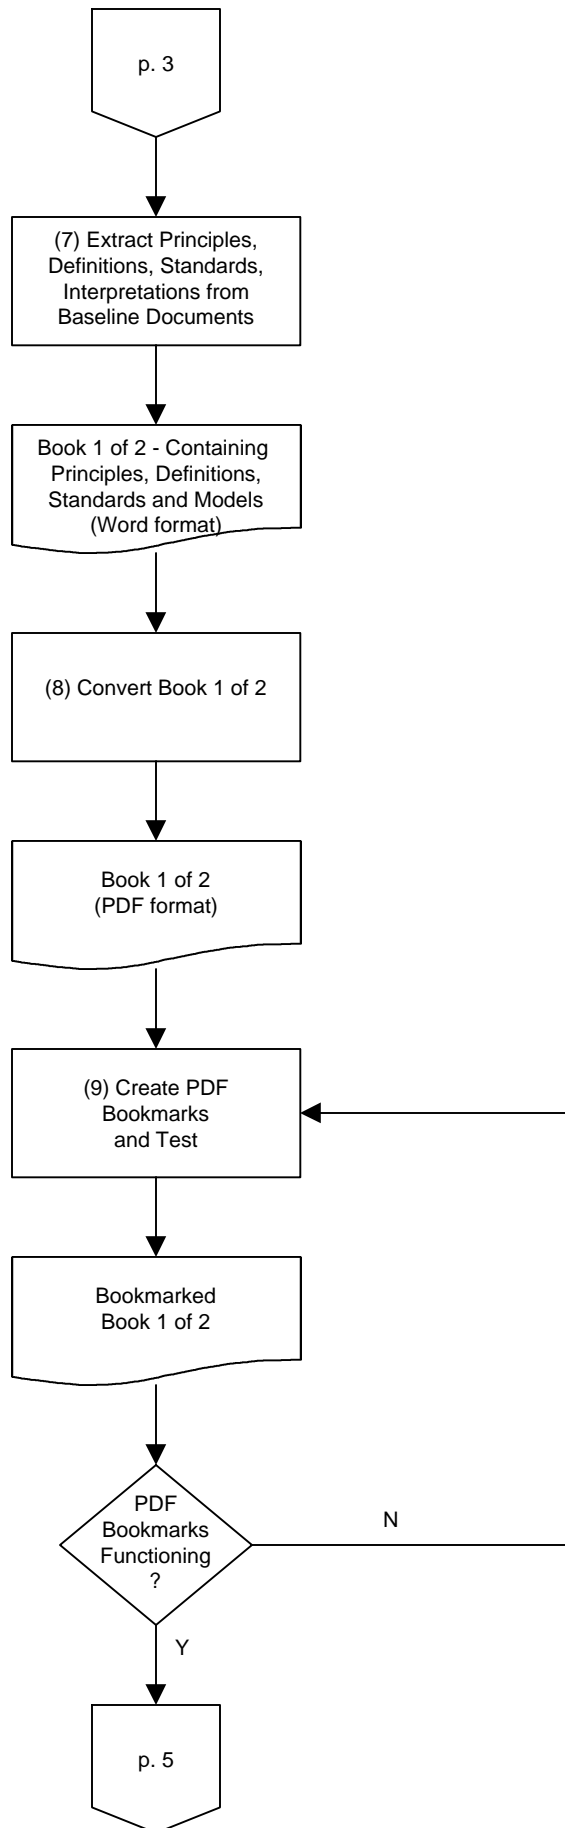 p. 3
(7) Extract Principles,
Definitions, Standards,
Interpretations from
Baseline Documents
Book 1 of 2 - Containing
Principles, Definitions,
Standards and Models
(Word format)
(8) Convert Book 1 of 2
Book 1 of 2
(PDF format)
(9) Create PDF
Bookmarks
and Test
Bookmarked
Book 1 of 2
PDF
Bookmarks
Functioning
?
N
Y
p. 5